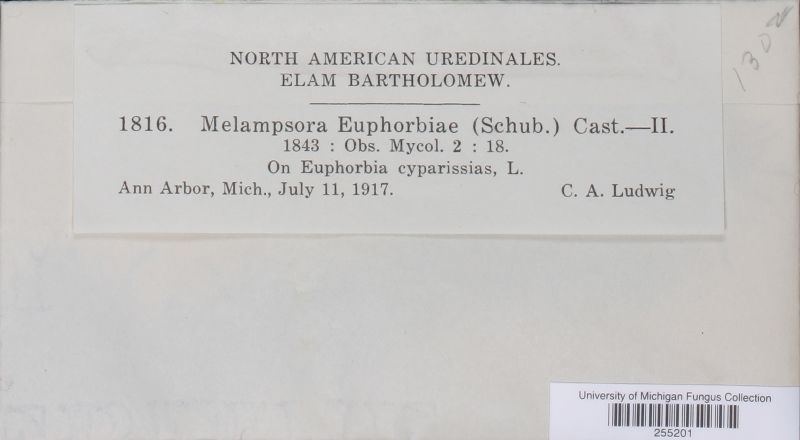 NORTH AMERICAN UREDINALES.
ELAM BARTHOLOMEW.
1816. Melampsora Euphorbiae (Schub.) Cast.—II.
1843 : Obs. Mycol. 2 : 18.
On Euphorbia cyparissias, L.
Ann Arbor, Mich., July 11, 1917. C. A. Ludwig
University of Michigan Fungus Collection
255201